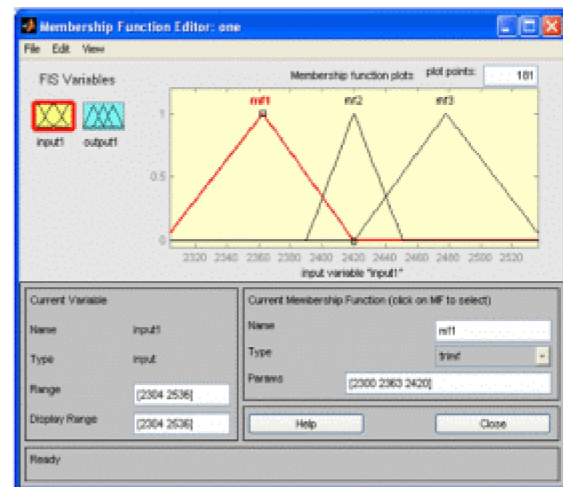 Membership Function Editor: one
File Edit View
FIS Variables
Membership function plots plot points: 181
input1 output1
mf1 mf2 mf3
1
0.5
0
2320 2340 2360 2380 2400 2420 2440 2460 2480 2500 2520
input variable "input1"
Current Variable
Name input1
Type input
Range [2304 2536]
Display Range [2304 2536]
Current Membership Function (click on MF to select)
Name mf1
Type trimf
Params [2300 2363 2420]
Help Close
Ready